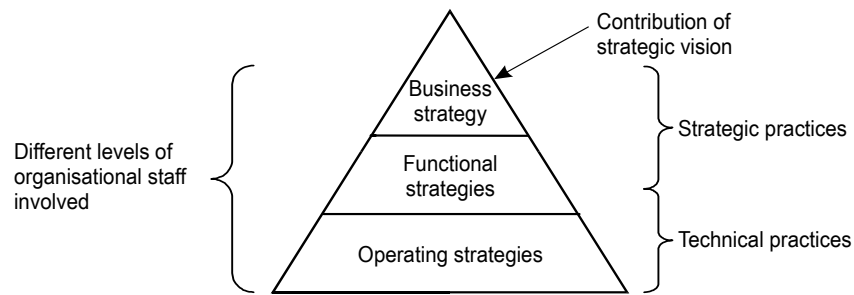 Contribution of
strategic vision
Business
strategy
Strategic practices
Different levels of
organisational staff
involved
Functional
strategies
Technical practices
Operating strategies